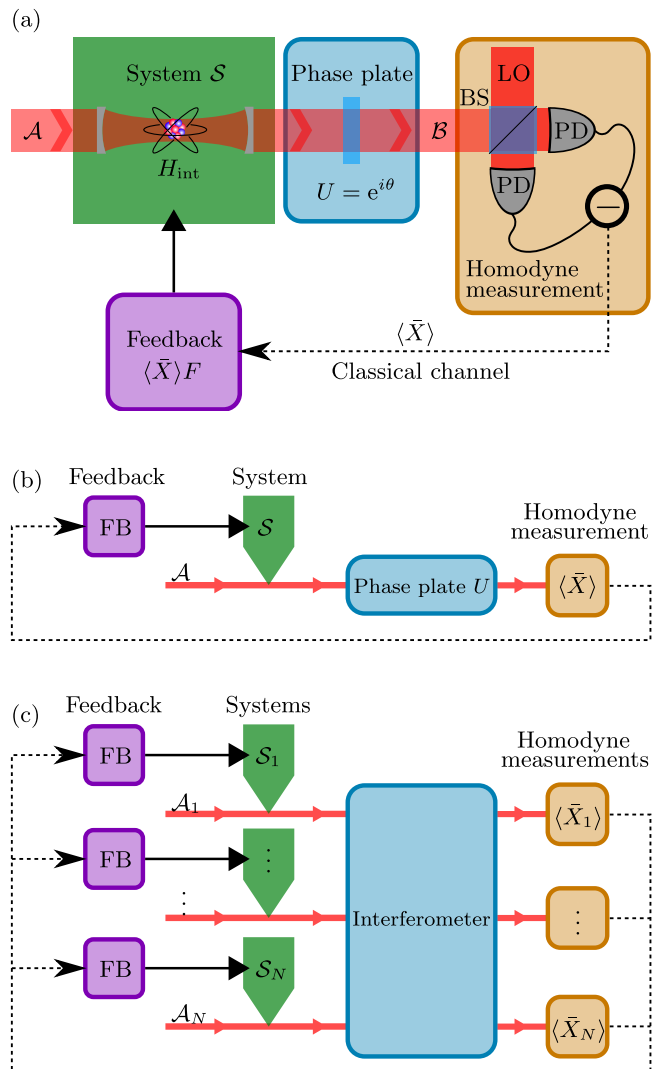 (a)
System 𝒮
Phase plate
LO
BS
𝒜
ℬ
PD
H_int
U = e^{iθ}
PD
−
Homodyne
measurement
Feedback
⟨X̄⟩F
⟨X̄⟩
Classical channel
(b)
Feedback
System
Homodyne
measurement
FB
𝒮
𝒜
Phase plate U
⟨X̄⟩
(c)
Feedback
Systems
Homodyne
measurements
FB
𝒮₁
𝒜₁
⟨X̄₁⟩
FB
⋮
⋮
Interferometer
⋮
FB
𝒮_N
𝒜_N
⟨X̄_N⟩